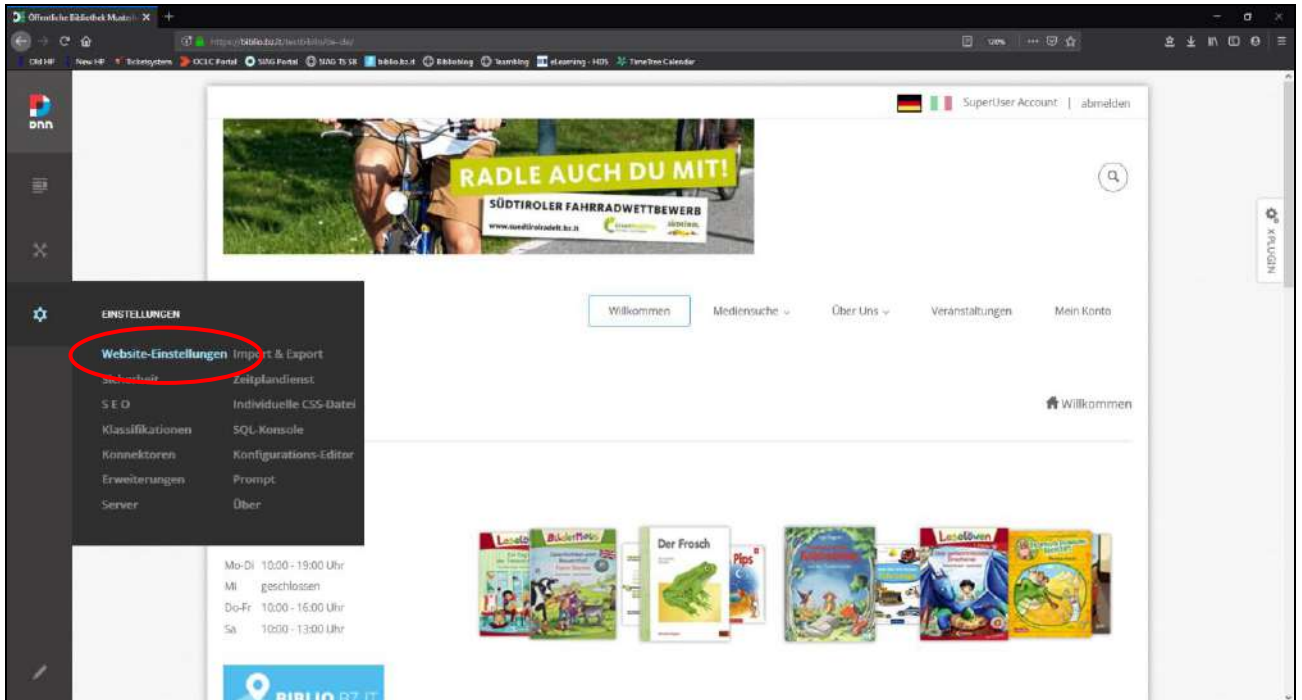 Öffentliche Bibliothek Muste
https://biblio.bz.it/testbiblio/de-de/
120%
Old HP New HP Ticketsystem OCLC Portal SIAG Portal SIAG TS SR biblio.bz.it Biblioblog Teamblog eLearning - HDS TimeTree Calendar
dnn
SuperUser Account | abmelden
RADLE AUCH DU MIT!
SÜDTIROLER FAHRRADWETTBEWERB
www.suedtirolradelt.bz.it
XPLUGIN
Willkommen Mediensuche Über Uns Veranstaltungen Mein Konto
EINSTELLUNGEN
Website-Einstellungen Import & Export
Sicherheit Zeitplandienst
S E O Individuelle CSS-Datei
Klassifikationen SQL-Konsole
Konnektoren Konfigurations-Editor
Erweiterungen Prompt
Server Über
Willkommen
Leselöwen
Der Frosch
Pips
Mo-Di 10:00 - 19:00 Uhr
Mi geschlossen
Do-Fr 10:00 - 16:00 Uhr
Sa 10:00 - 13:00 Uhr
BIBLIO.BZ.IT